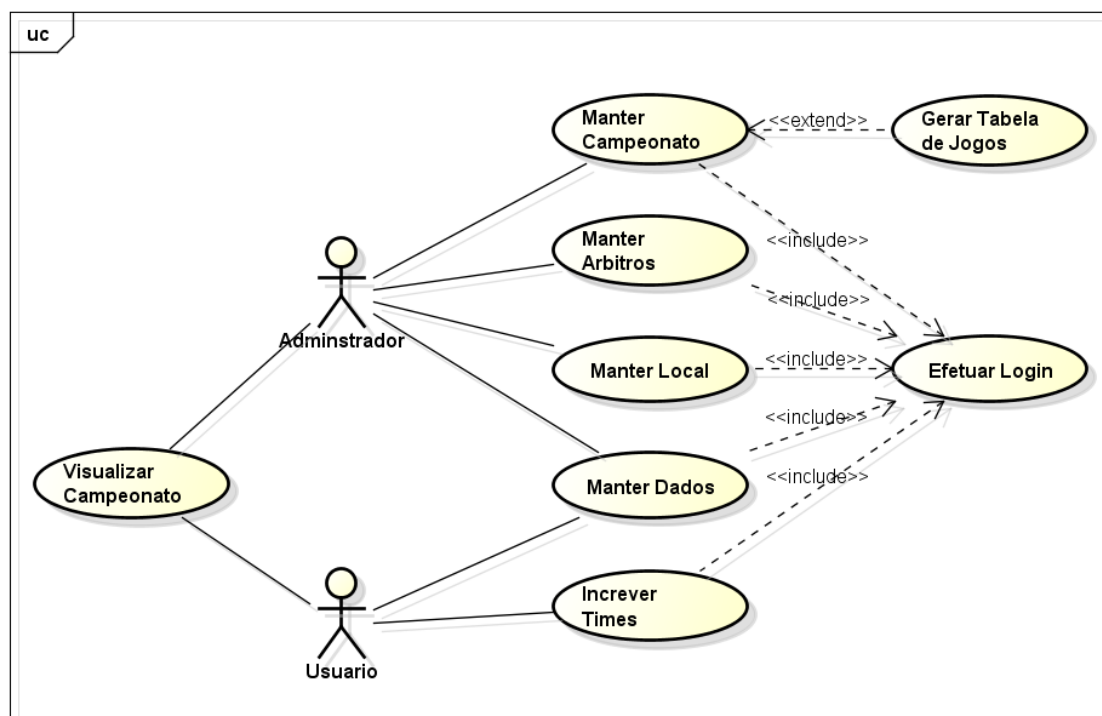 uc
Manter
Campeonato
<<extend>>
Gerar Tabela
de Jogos
Manter
Arbitros
<<include>>
<<include>>
Adminstrador
Manter Local
<<include>>
Efetuar Login
<<include>>
Visualizar
Campeonato
Manter Dados
<<include>>
Increver
Times
Usuario